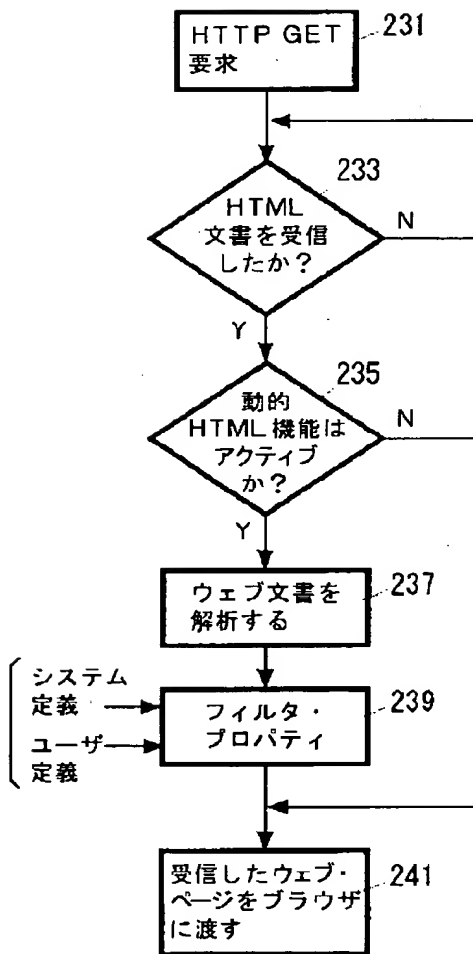 HTTP GET
要求
231
233
HTML
文書を受信
したか？
N
Y
235
動的
HTML機能は
アクティブ
か？
N
Y
ウェブ文書を
解析する
237
システム
定義
ユーザ
定義
フィルタ・
プロパティ
239
受信したウェブ・
ページをブラウザ
に渡す
241